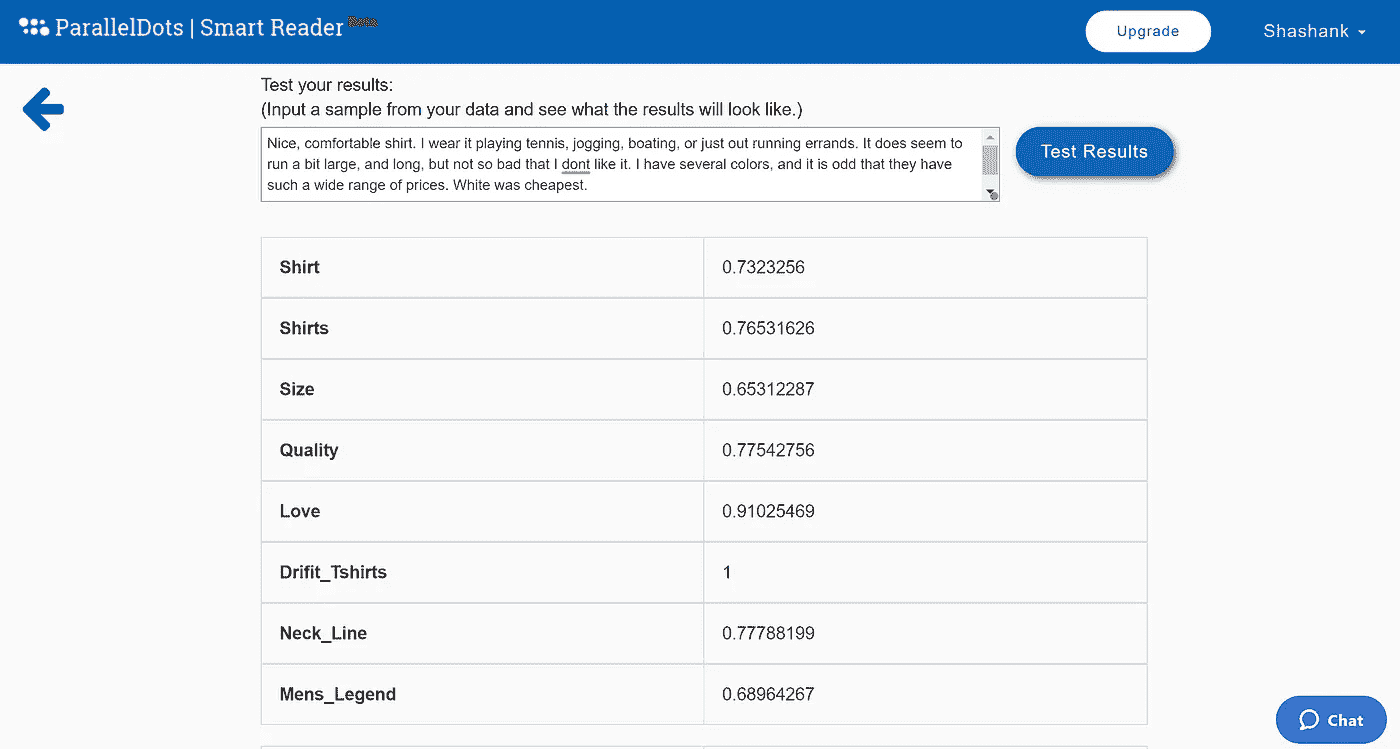 ParallelDots | Smart Reader
Upgrade
Shashank
Test your results:
(Input a sample from your data and see what the results will look like.)
Nice, comfortable shirt. I wear it playing tennis, jogging, boating, or just out running errands. It does seem to
run a bit large, and long, but not so bad that I dont like it. I have several colors, and it is odd that they have
such a wide range of prices. White was cheapest.
Test Results
Shirt 0.7323256
Shirts 0.76531626
Size 0.65312287
Quality 0.77542756
Love 0.91025469
Drifit_Tshirts 1
Neck_Line 0.77788199
Mens_Legend 0.68964267
Chat